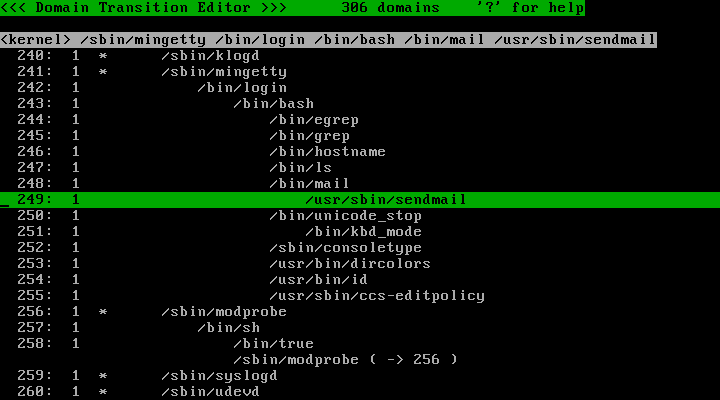 <<< Domain Transition Editor >>>      306 domains    '?' for help
<kernel> /sbin/mingetty /bin/login /bin/bash /bin/mail /usr/sbin/sendmail
240:  1  *      /sbin/klogd
241:  1  *      /sbin/mingetty
242:  1             /bin/login
243:  1                 /bin/bash
244:  1                     /bin/egrep
245:  1                     /bin/grep
246:  1                     /bin/hostname
247:  1                     /bin/ls
248:  1                     /bin/mail
249:  1                         /usr/sbin/sendmail
250:  1                     /bin/unicode_stop
251:  1                         /bin/kbd_mode
252:  1                     /sbin/consoletype
253:  1                     /usr/bin/dircolors
254:  1                     /usr/bin/id
255:  1                     /usr/sbin/ccs-editpolicy
256:  1  *      /sbin/modprobe
257:  1             /bin/sh
258:  1                 /bin/true
                        /sbin/modprobe ( -> 256 )
259:  1  *      /sbin/syslogd
260:  1  *      /sbin/udevd